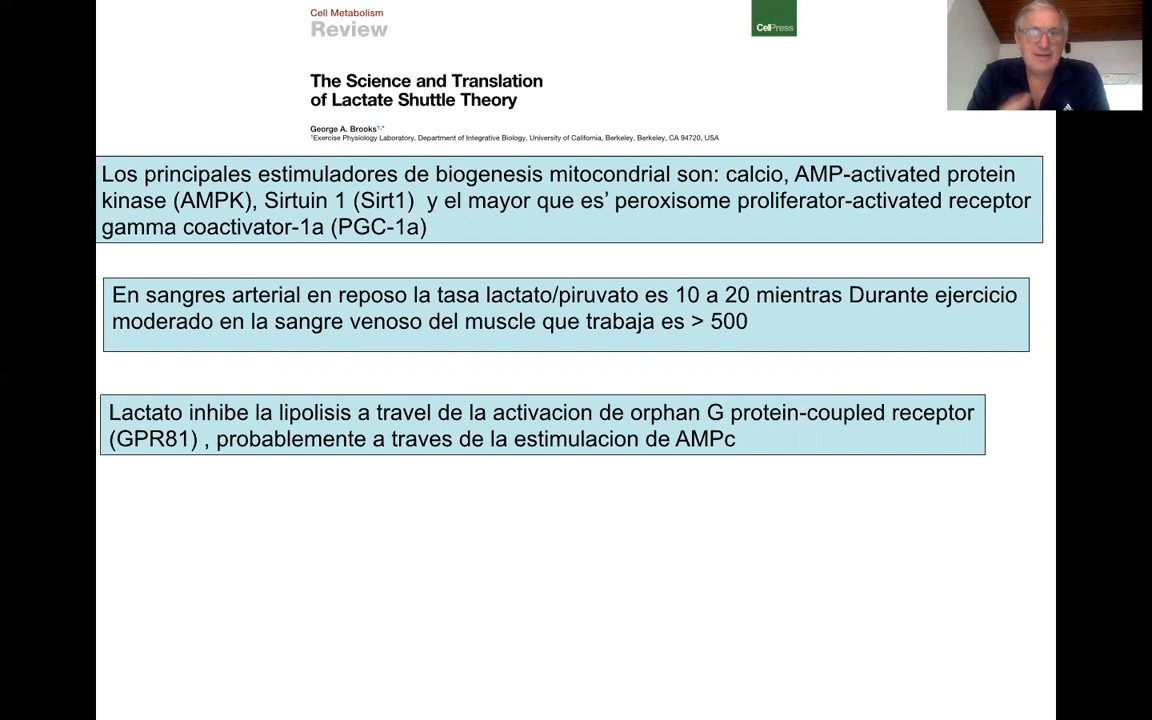 Cell Metabolism
Review
CellPress
The Science and Translation
of Lactate Shuttle Theory
George A. Brooks¹,*
¹Exercise Physiology Laboratory, Department of Integrative Biology, University of California, Berkeley, Berkeley, CA 94720, USA
Los principales estimuladores de biogenesis mitocondrial son: calcio, AMP-activated protein
kinase (AMPK), Sirtuin 1 (Sirt1) y el mayor que es’ peroxisome proliferator-activated receptor
gamma coactivator-1a (PGC-1a)
En sangres arterial en reposo la tasa lactato/piruvato es 10 a 20 mientras Durante ejercicio
moderado en la sangre venoso del muscle que trabaja es > 500
Lactato inhibe la lipolisis a travel de la activacion de orphan G protein-coupled receptor
(GPR81) , probablemente a traves de la estimulacion de AMPc